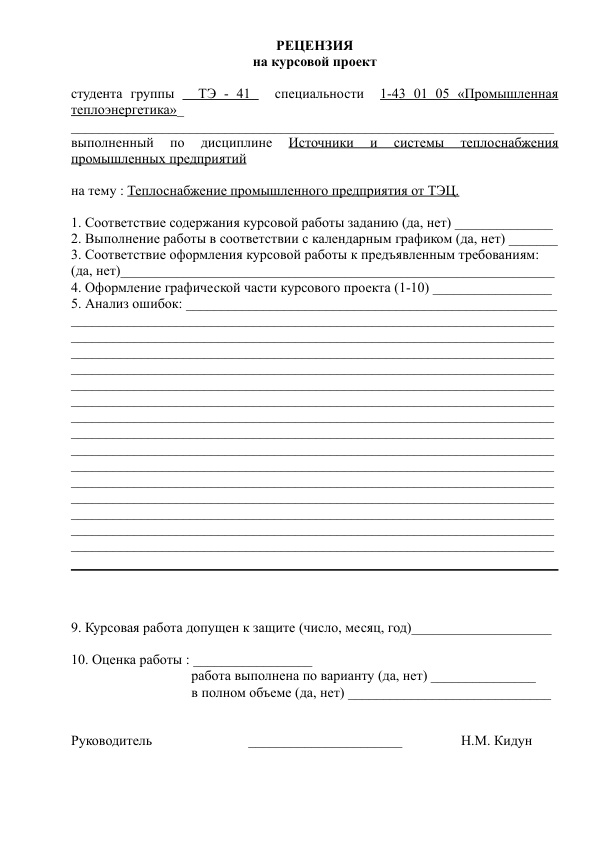 РЕЦЕНЗИЯ
на курсовой проект
студента группы ТЭ - 41 специальности 1-43 01 05 «Промышленная
теплоэнергетика»_
_____________________________________________________________________
выполненный по дисциплине Источники и системы теплоснабжения
промышленных предприятий
на тему : Теплоснабжение промышленного предприятия от ТЭЦ.
1. Соответствие содержания курсовой работы заданию (да, нет) ______________
2. Выполнение работы в соответствии с календарным графиком (да, нет) _______
3. Соответствие оформления курсовой работы к предъявленным требованиям:
(да, нет)______________________________________________________________
4. Оформление графической части курсового проекта (1-10) _________________
5. Анализ ошибок: _____________________________________________________
9. Курсовая работа допущен к защите (число, месяц, год)____________________
10. Оценка работы : _________________
работа выполнена по варианту (да, нет) _______________
в полном объеме (да, нет) _____________________________
Руководитель ______________________ Н.М. Кидун